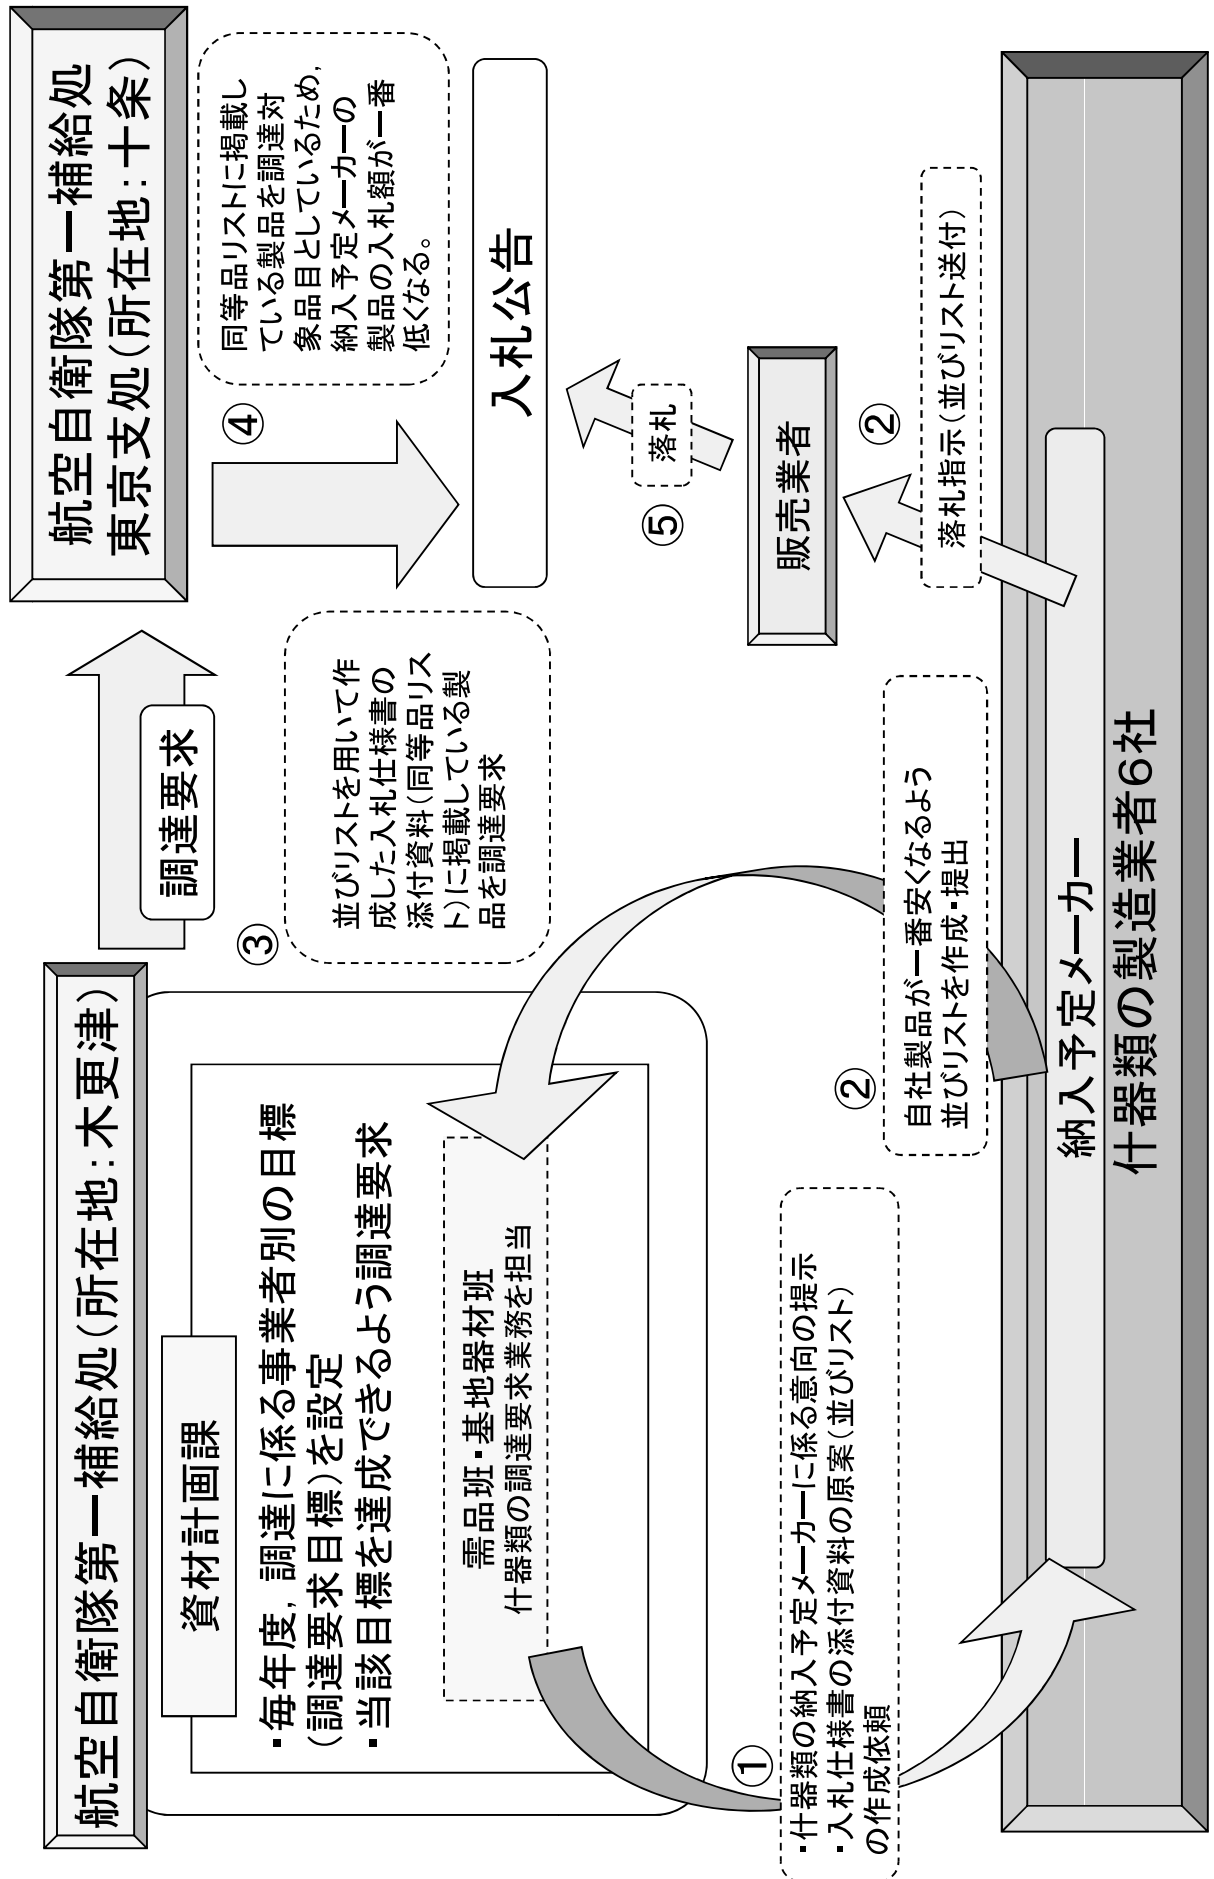 航空自衛隊第一補給処（所在地：木更津）
資材計画課
・毎年度，調達に係る事業者別の目標
（調達要求目標）を設定
・当該目標を達成できるよう調達要求
需品班・基地器材班
什器類の調達要求業務を担当
①
・什器類の納入予定メーカーに係る意向の提示
・入札仕様書の添付資料の原案（並びリスト）
の作成依頼
②
自社製品が一番安くなるよう
並びリストを作成・提出
調達要求
③
並びリストを用いて作
成した入札仕様書の
添付資料（同等品リス
ト）に掲載している製
品を調達要求
航空自衛隊第一補給処
東京支処（所在地：十条）
④
同等品リストに掲載し
ている製品を調達対
象品目としているため，
納入予定メーカーの
製品の入札額が一番
低くなる。
入札公告
⑤
落札
販売業者
②
落札指示（並びリスト送付）
納入予定メーカー
什器類の製造業者６社